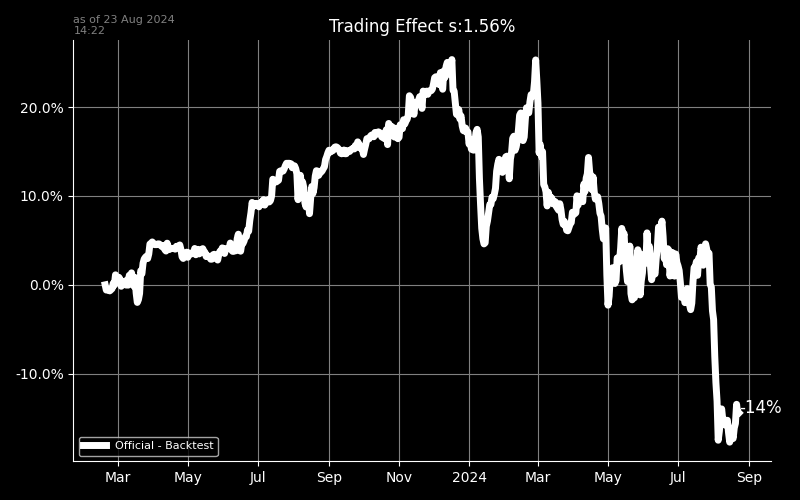 as of 23 Aug 2024
14:22
Trading Effect s:1.56%
20.0%
10.0%
0.0%
-10.0%
-14%
Official - Backtest
Mar May Jul Sep Nov 2024 Mar May Jul Sep